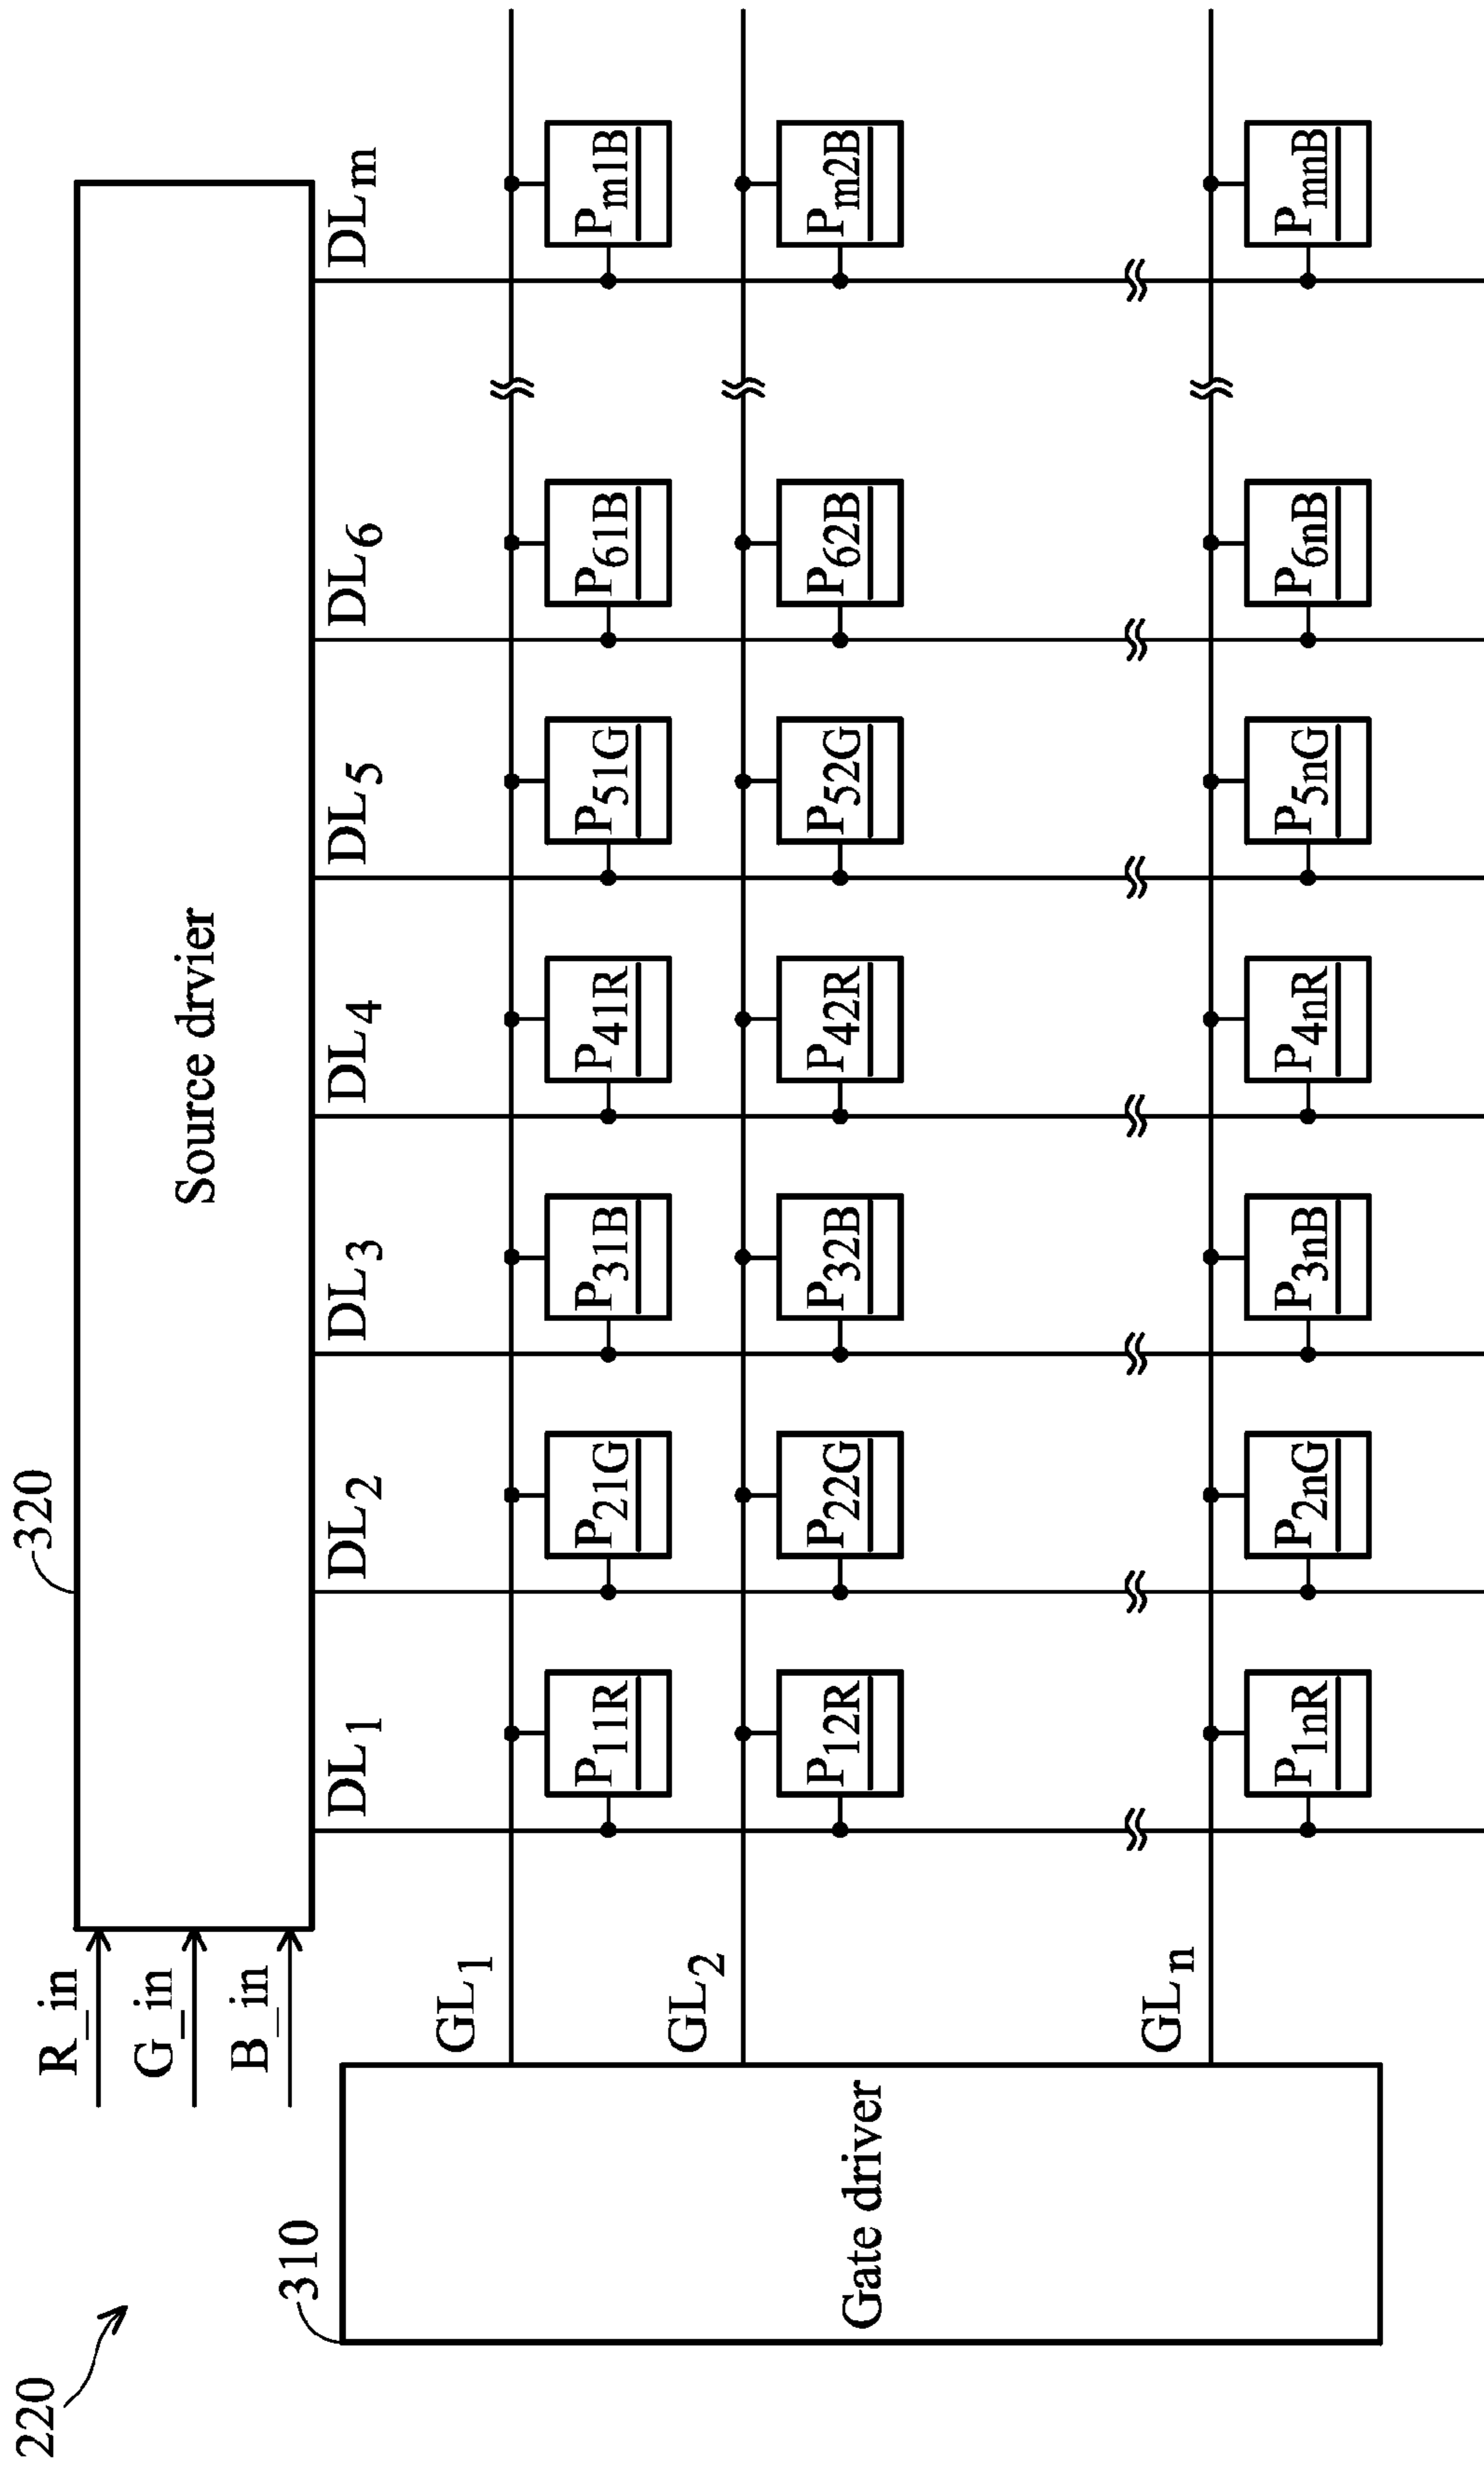 220
320
R_in
G_in
B_in
Source drvier
DL1 DL2 DL3 DL4 DL5 DL6 DLm
310
Gate driver
GL1
P11R P21G P31B P41R P51G P61B Pm1B
GL2
P12R P22G P32B P42R P52G P62B Pm2B
GLn
P1nR P2nG P3nB P4nR P5nG P6nB PmnB